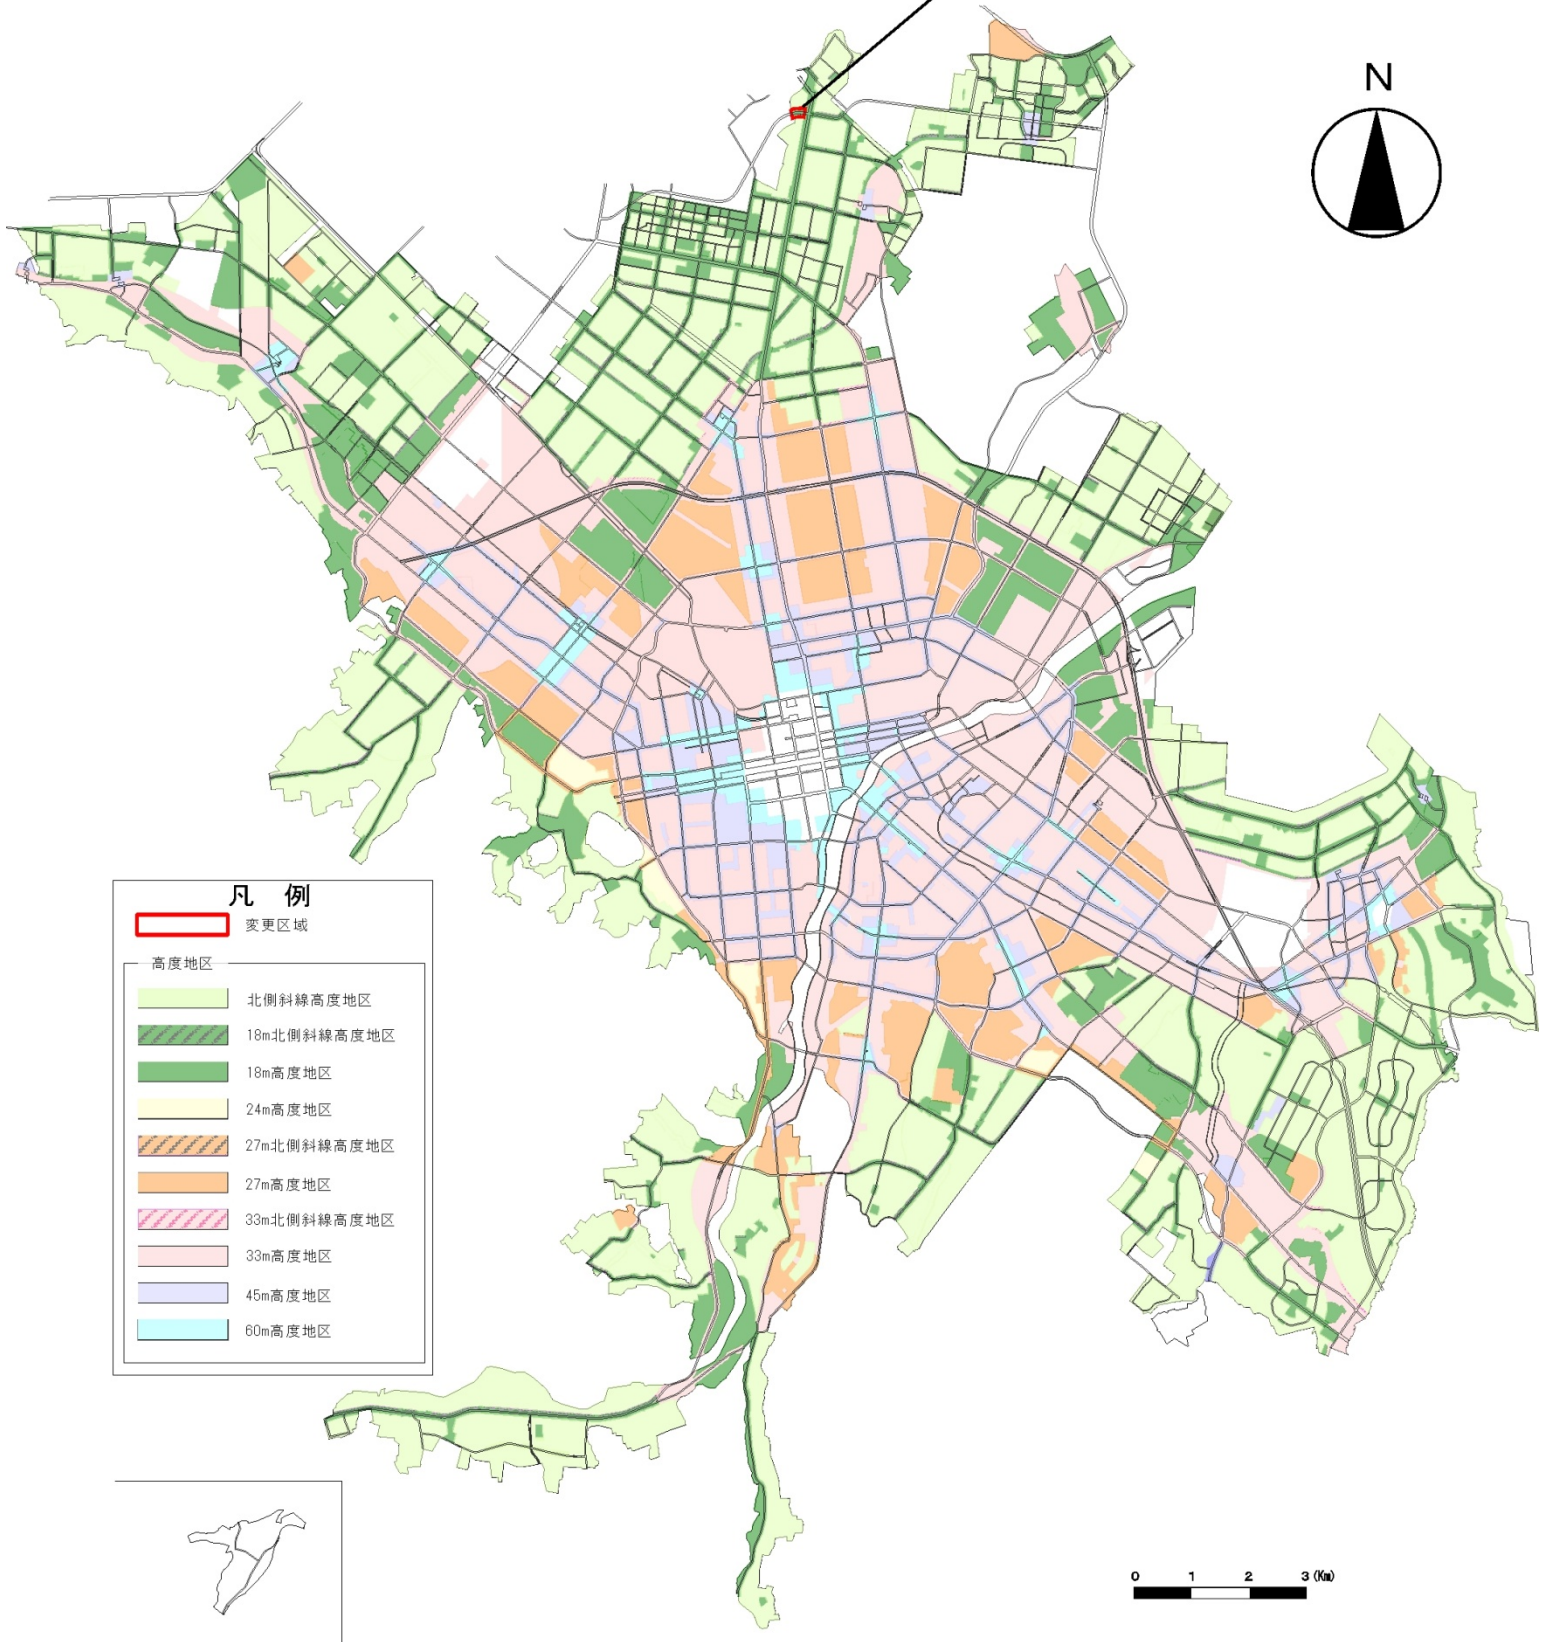 N
凡 例
変更区域
高度地区
北側斜線高度地区
18m北側斜線高度地区
18m高度地区
24m高度地区
27m北側斜線高度地区
27m高度地区
33m北側斜線高度地区
33m高度地区
45m高度地区
60m高度地区
0 1 2 3 (Km)